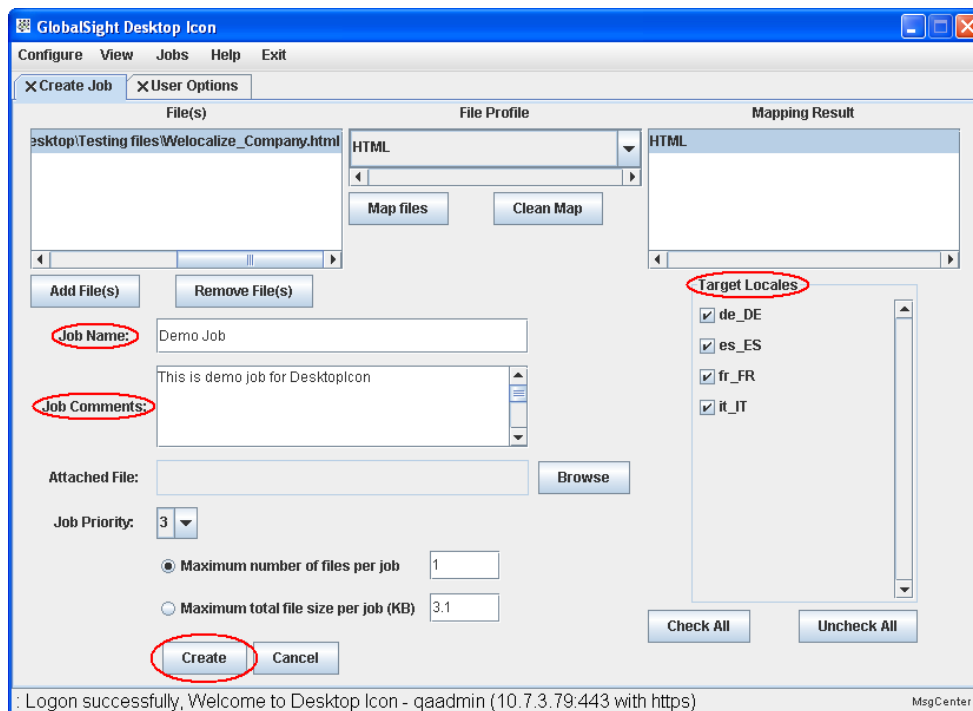 GlobalSight Desktop Icon
Configure View Jobs Help Exit
Create Job User Options
File(s) File Profile Mapping Result
esktop\Testing files\Welocalize_Company.html HTML HTML
Map files Clean Map
Add File(s) Remove File(s)
Target Locales
de_DE
Job Name: Demo Job
es_ES
This is demo job for DesktopIcon
fr_FR
Job Comments:
it_IT
Attached File: Browse
Job Priority: 3
Maximum number of files per job 1
Maximum total file size per job (KB) 3.1
Check All Uncheck All
Create Cancel
: Logon successfully, Welcome to Desktop Icon - qaadmin (10.7.3.79:443 with https) MsgCenter